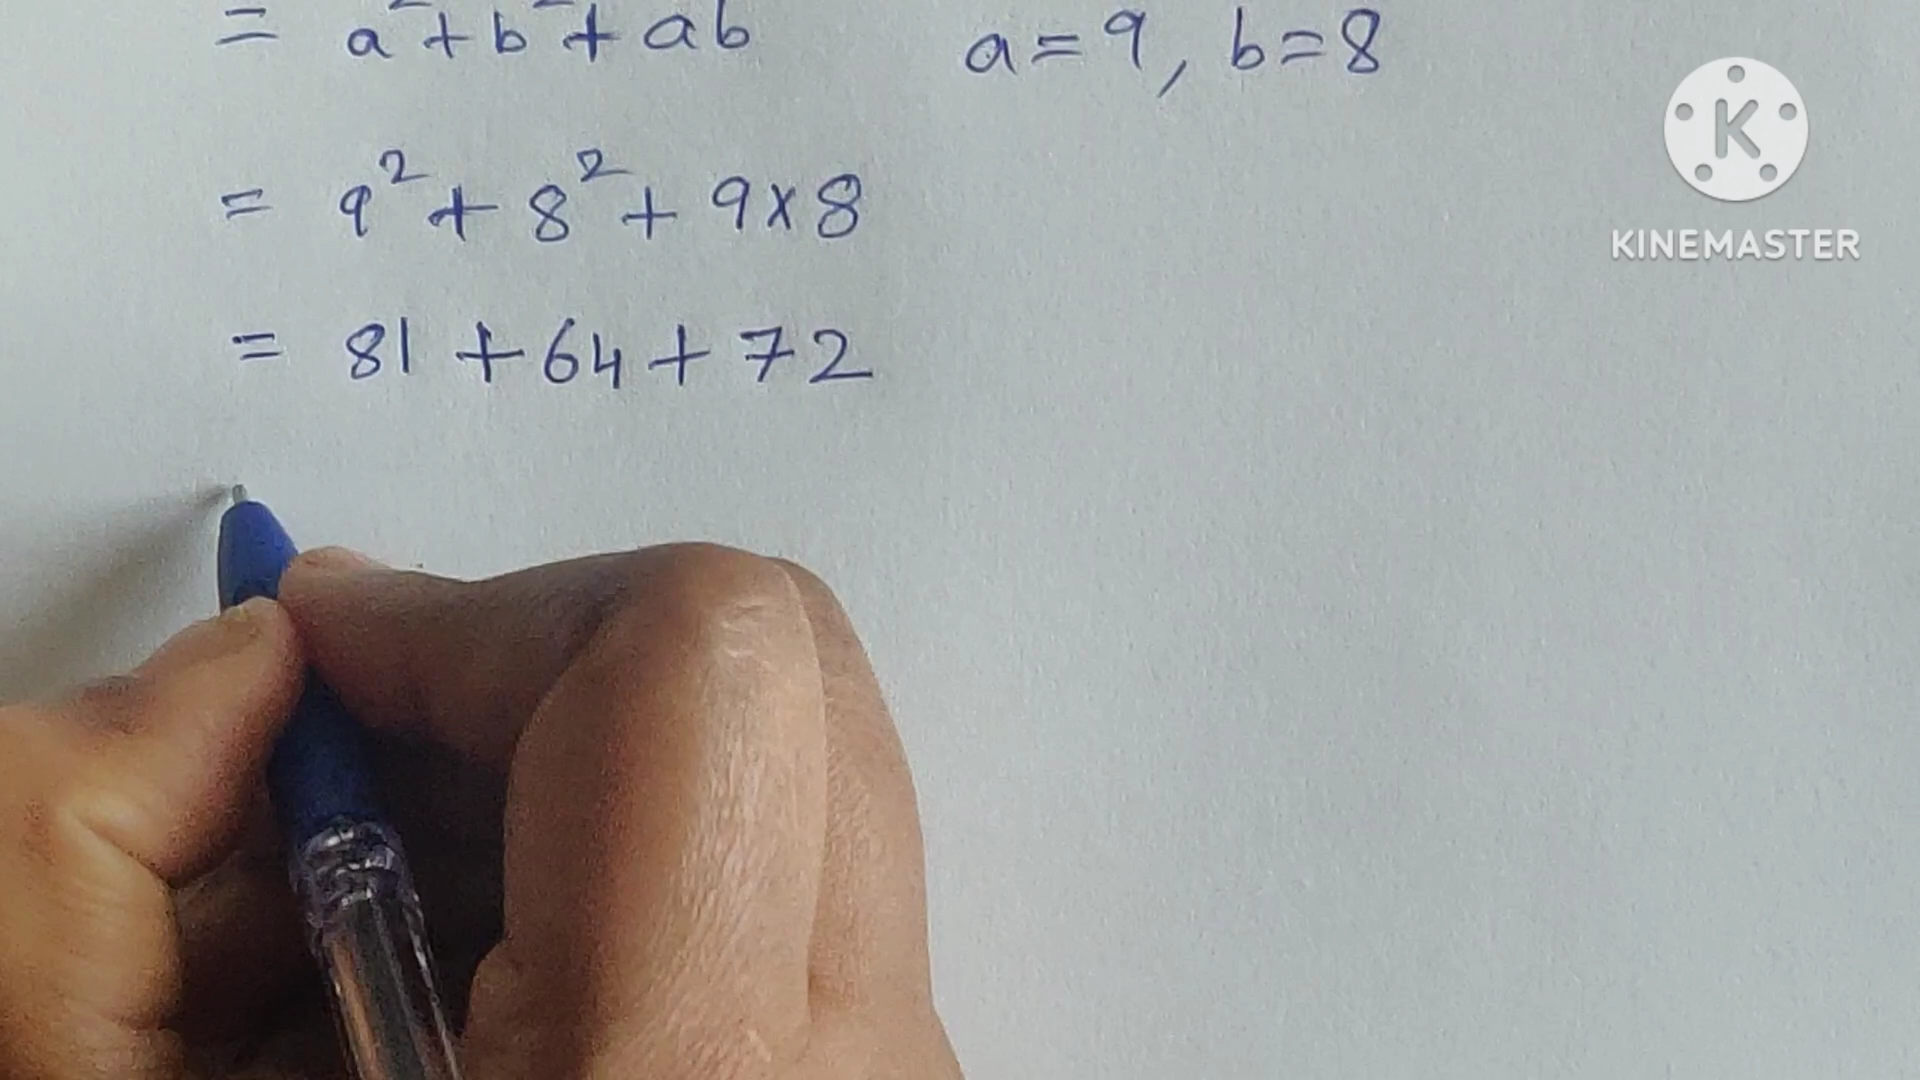 = a²+b²+ab a=9, b=8
= 9²+8²+9×8
= 81+64+72
KINEMASTER